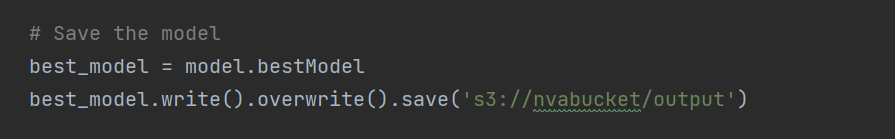 # Save the model
best_model = model.bestModel
best_model.write().overwrite().save('s3://nvabucket/output')